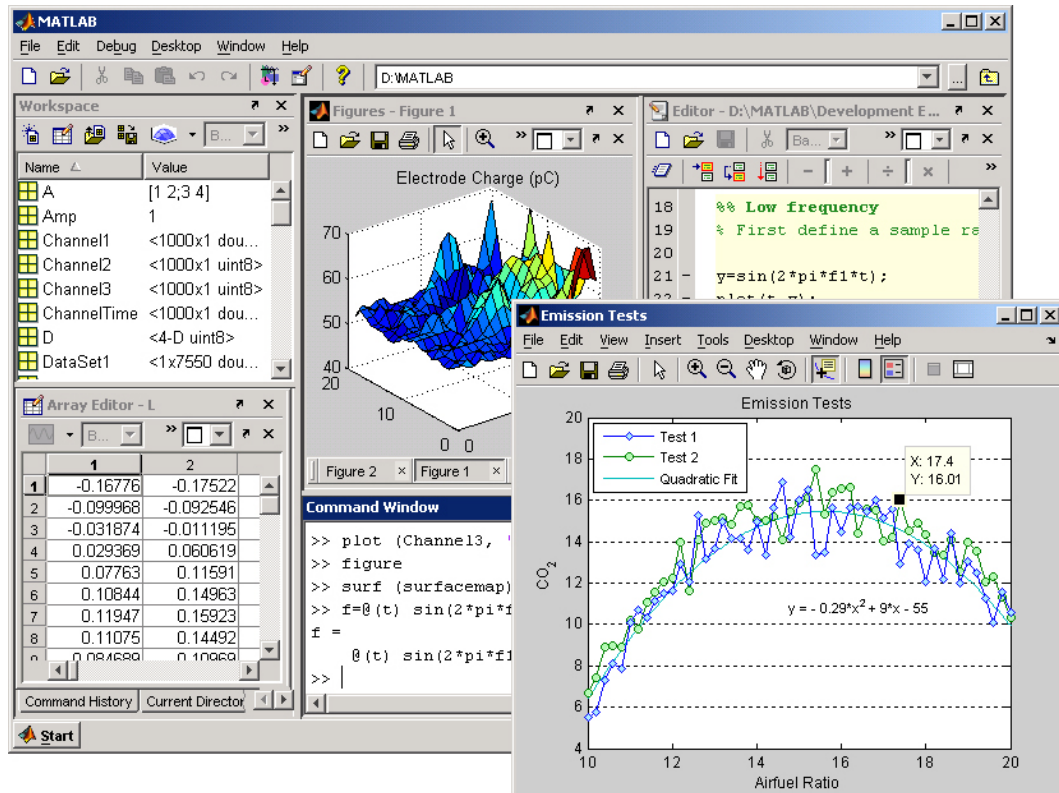 MATLAB
File Edit Debug Desktop Window Help
D:\MATLAB
Workspace
B...
Name Value
A [1 2;3 4]
Amp 1
Channel1 <1000x1 dou...
Channel2 <1000x1 uint8>
Channel3 <1000x1 uint8>
ChannelTime <1000x1 dou...
D <4-D uint8>
DataSet1 <1x7550 dou...
Array Editor - L
B...
1 2
1 -0.16776 -0.17522
2 -0.099968 -0.092546
3 -0.031874 -0.011195
4 0.029369 0.060619
5 0.07763 0.11591
6 0.10844 0.14963
7 0.11947 0.15923
8 0.11075 0.14492
9 0.084689 0.10969
Command History Current Director
Start
Figures - Figure 1
Electrode Charge (pC)
70
60
50
40
20
10
0 0
Figure 2 Figure 1
Command Window
>> plot (Channel3, '
>> figure
>> surf (surfacemap)
>> f=@(t) sin(2*pi*f
f =
@(t) sin(2*pi*f1
>>
Editor - D:\MATLAB\Development E...
Ba...
18 %% Low frequency
19 % First define a sample ra
20
21 - y=sin(2*pi*f1*t);
22 - plot(t,y);
Emission Tests
File Edit View Insert Tools Desktop Window Help
Emission Tests
Test 1
Test 2
Quadratic Fit
X: 17.4
Y: 16.01
y = - 0.29*x² + 9*x - 55
CO₂
20
18
16
14
12
10
8
6
4
10 12 14 16 18 20
Airfuel Ratio